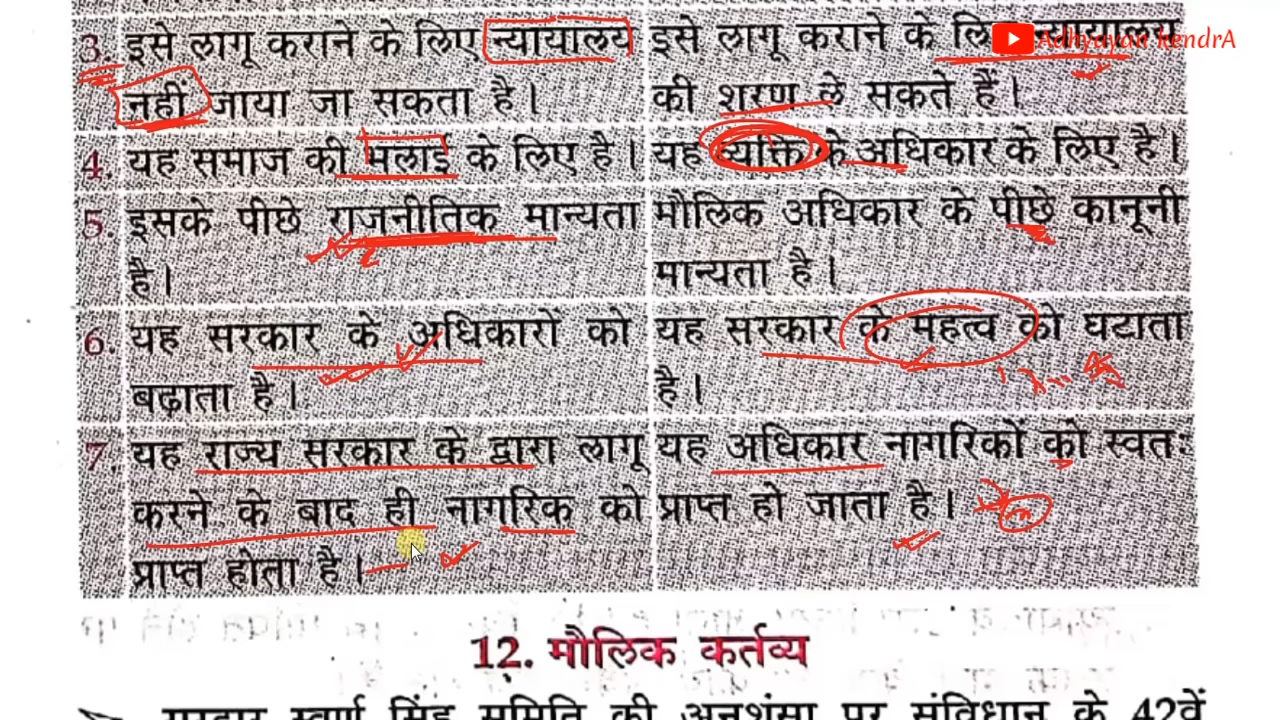 3. इसे लागू कराने के लिए न्यायालय
नहीं जाया जा सकता है।
इसे लागू कराने के लिए न्यायालय
की शरण ले सकते हैं।
Adhyayan kendrA
4. यह समाज की भलाई के लिए है।
यह व्यक्ति के अधिकार के लिए है।
5. इसके पीछे राजनीतिक मान्यता
है।
मौलिक अधिकार के पीछे कानूनी
मान्यता है।
6. यह सरकार के अधिकारों को
बढ़ाता है।
यह सरकार के महत्व को घटाता
है।
7. यह राज्य सरकार के द्वारा लागू
करने के बाद ही नागरिक को
प्राप्त होता है।
यह अधिकार नागरिकों को स्वतः
प्राप्त हो जाता है।
12. मौलिक कर्तव्य
सरदार स्वर्ण सिंह समिति की अनुशंसा पर संविधान के 42वें